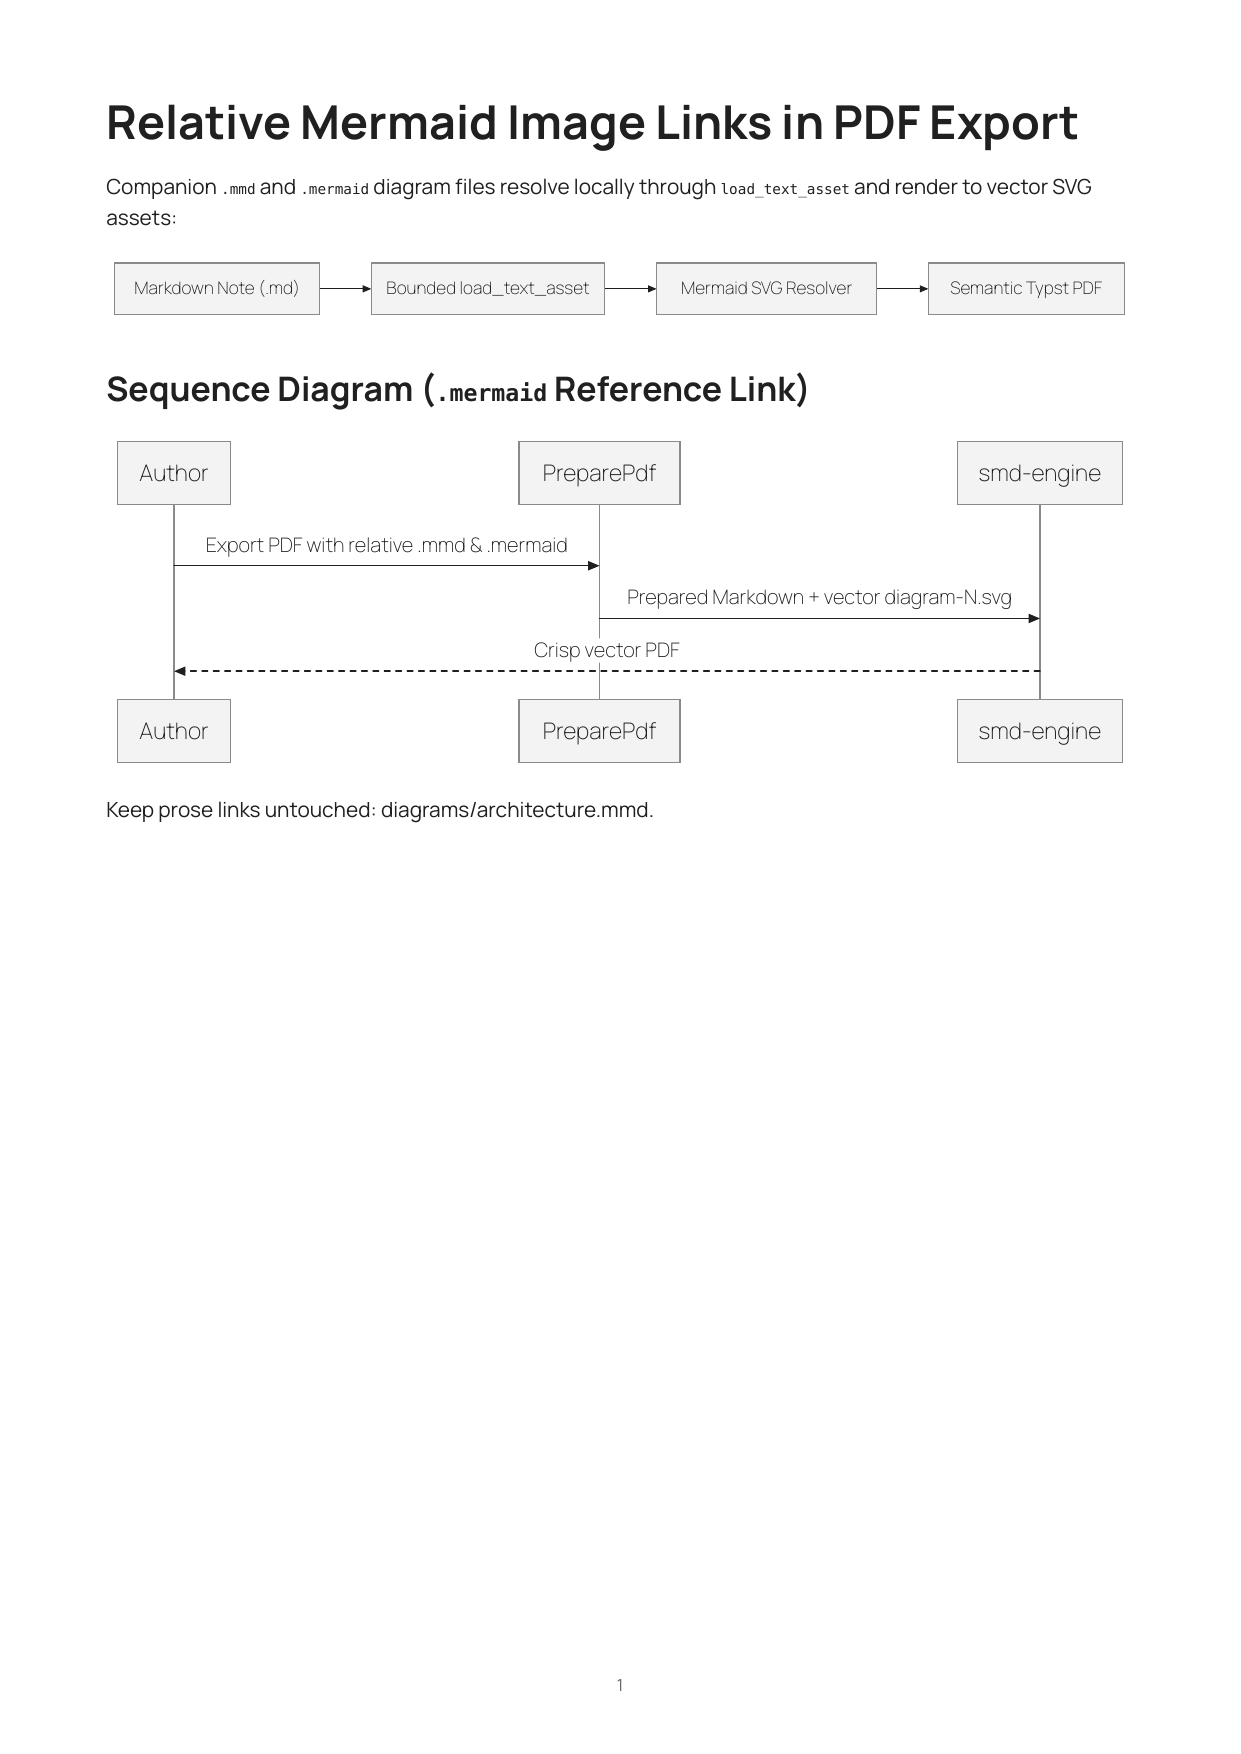 Relative Mermaid Image Links in PDF Export
Companion .mmd and .mermaid diagram files resolve locally through load_text_asset and render to vector SVG
assets:
Markdown Note (.md)
Bounded load_text_asset
Mermaid SVG Resolver
Semantic Typst PDF
Sequence Diagram (.mermaid Reference Link)
Author
PreparePdf
smd-engine
Export PDF with relative .mmd & .mermaid
Prepared Markdown + vector diagram-N.svg
Crisp vector PDF
Author
PreparePdf
smd-engine
Keep prose links untouched: diagrams/architecture.mmd.
1